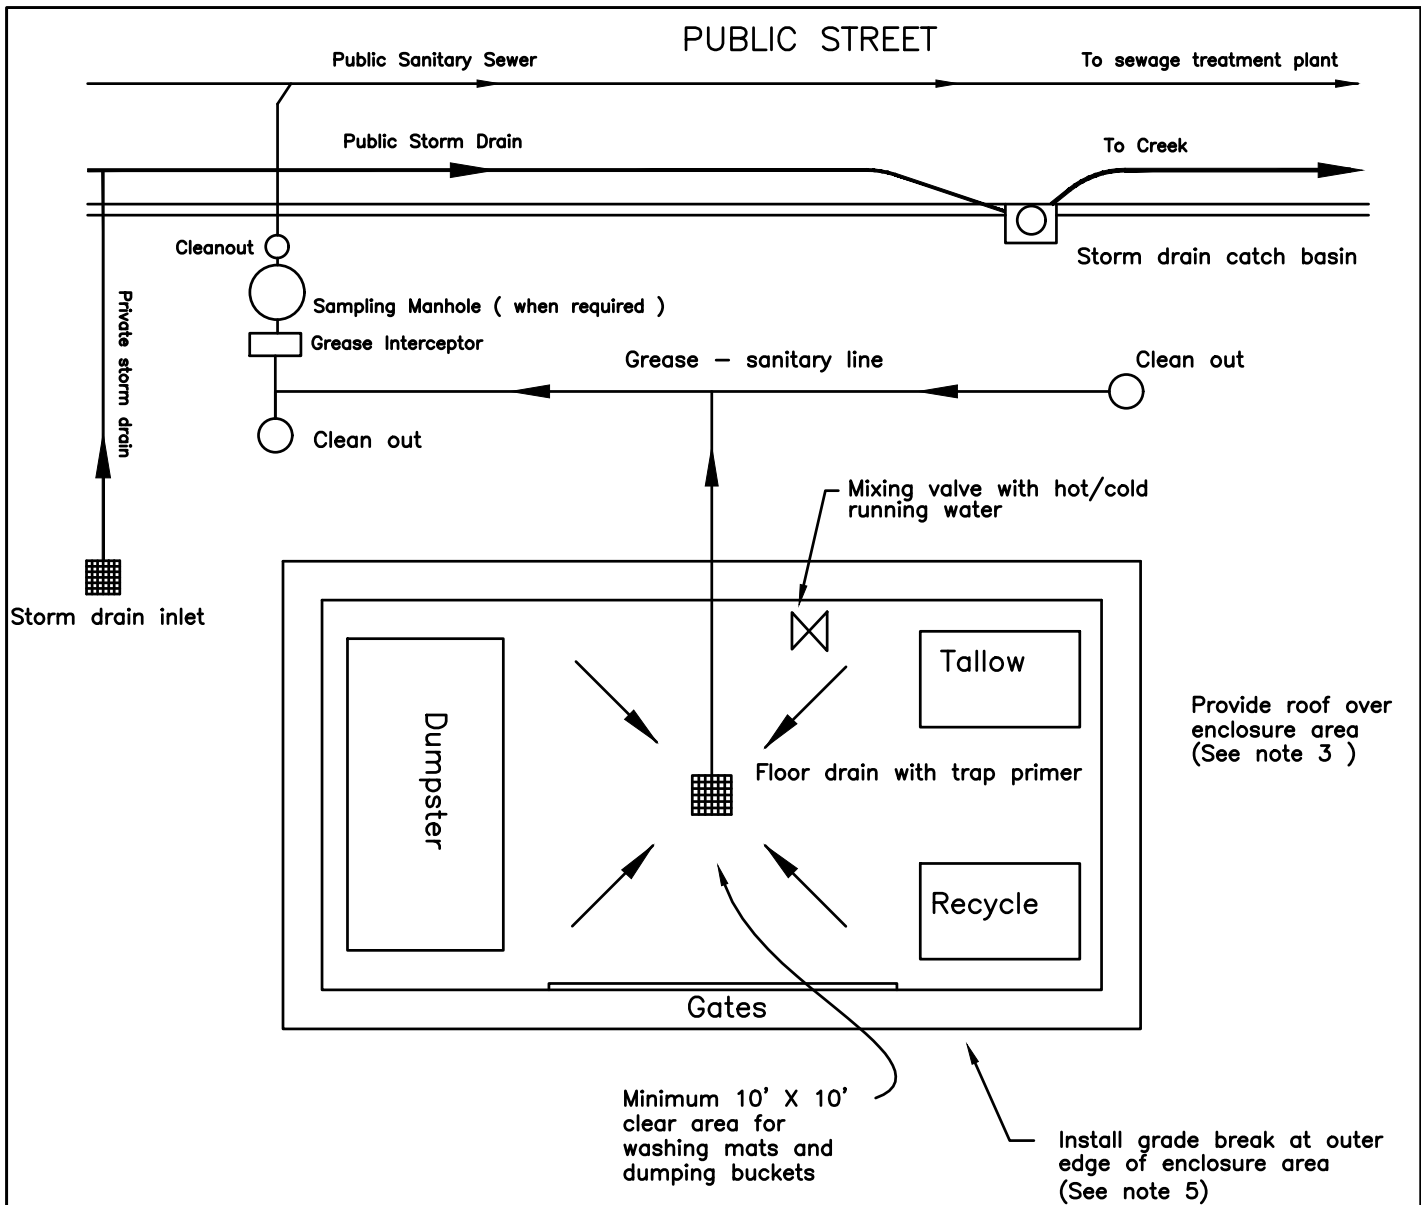 PUBLIC STREET
Public Sanitary Sewer
To sewage treatment plant
Public Storm Drain
To Creek
Cleanout
Storm drain catch basin
Sampling Manhole ( when required )
Private storm drain
Grease Interceptor
Grease – sanitary line
Clean out
Clean out
Mixing valve with hot/cold
running water
Storm drain inlet
Tallow
Dumpster
Provide roof over
enclosure area
(See note 3 )
Floor drain with trap primer
Recycle
Gates
Minimum 10' X 10'
clear area for
washing mats and
dumping buckets
Install grade break at outer
edge of enclosure area
(See note 5)